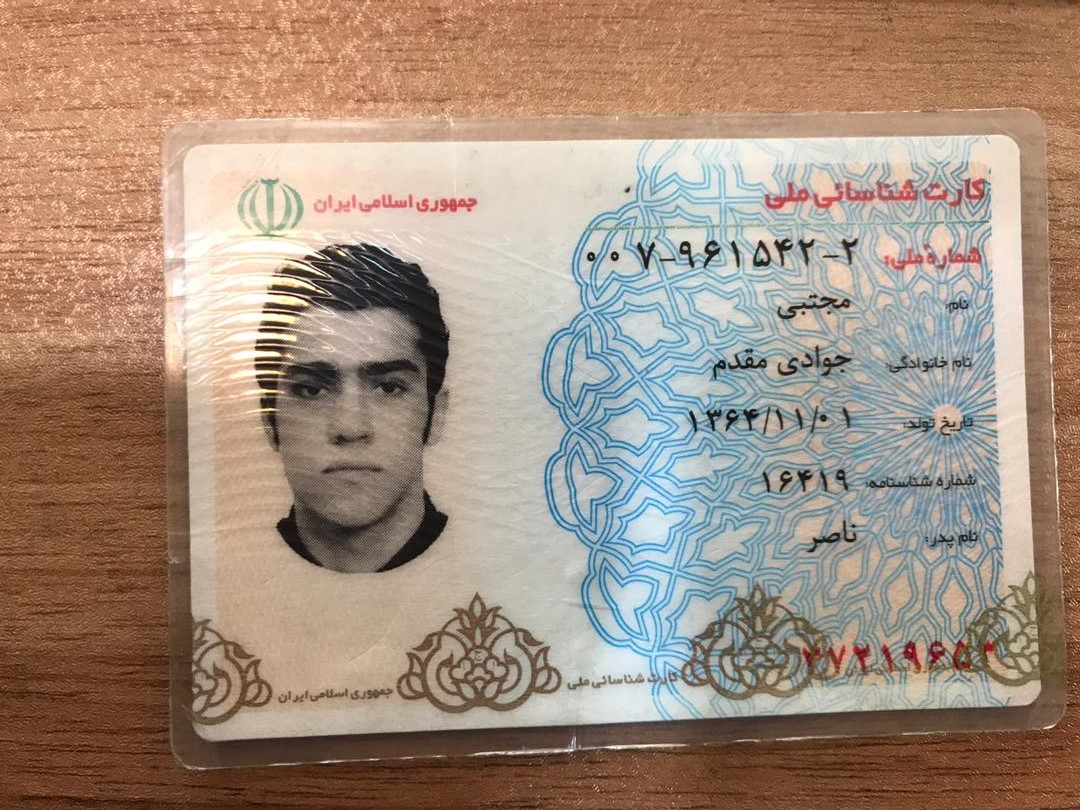 کارت شناسائی ملی
جمهوری اسلامی ایران
شمارهٔ ملی: ۰۰۷-۹۶۱۵۴۲-۲
نام: مجتبی
نام خانوادگی: جوادی مقدم
تاریخ تولد: ۱۳۶۴/۱۱/۰۱
شماره شناسنامه: ۱۶۴۱۹
نام پدر: ناصر
کارت شناسائی ملی
جمهوری اسلامی ایران